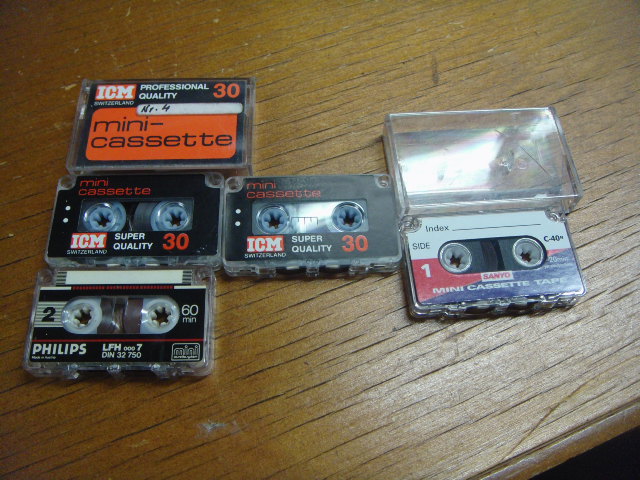 ICM PROFESSIONAL 30
SWITZERLAND QUALITY
Nr. 4
mini-
cassette
mini
cassette
ICM SUPER 30
SWITZERLAND QUALITY
mini
cassette
ICM SUPER 30
SWITZERLAND QUALITY
2 60
min
PHILIPS LFH 0007
DIN 32 750
Index
SIDE C-40
1 SANYO 20min
MINI CASSETTE TAPE